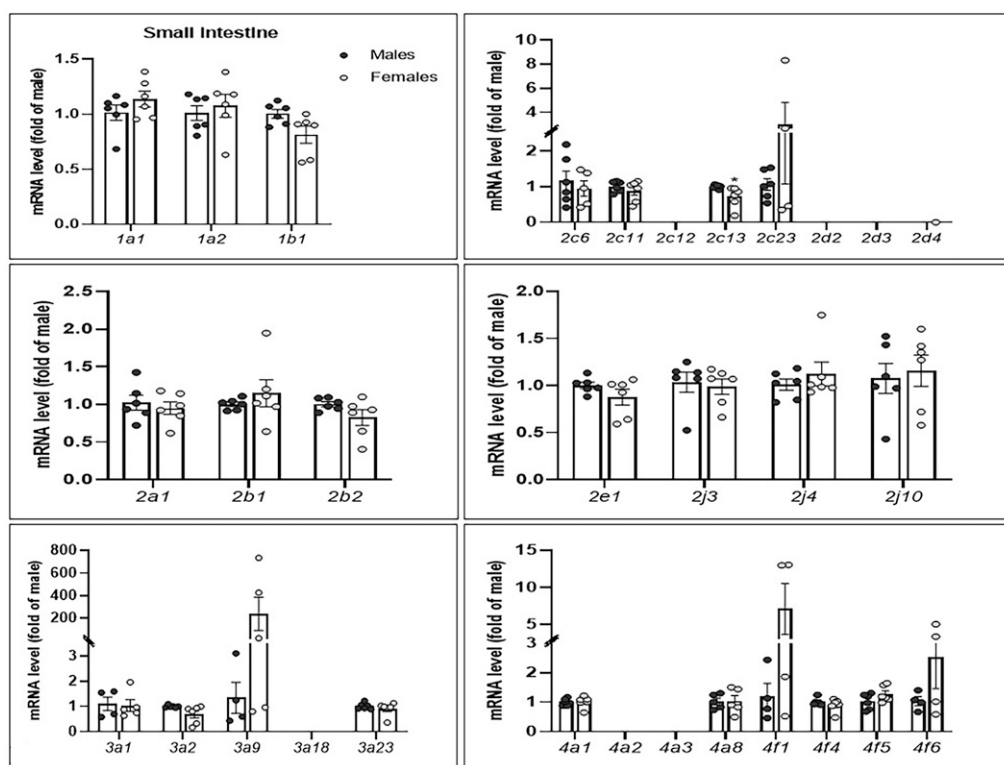 Small Intestine
Males
Females
mRNA level (fold of male)
1.5
1.0
0.5
0.0
1a1 1a2 1b1
mRNA level (fold of male)
10
8
6
4
2
1
0
*
2c6 2c11 2c12 2c13 2c23 2d2 2d3 2d4
mRNA level (fold of male)
2.5
2.0
1.5
1.0
0.5
0.0
2a1 2b1 2b2
mRNA level (fold of male)
2.0
1.5
1.0
0.5
0.0
2e1 2j3 2j4 2j10
mRNA level (fold of male)
800
600
400
200
3
2
1
0
3a1 3a2 3a9 3a18 3a23
mRNA level (fold of male)
15
10
5
3
2
1
0
4a1 4a2 4a3 4a8 4f1 4f4 4f5 4f6